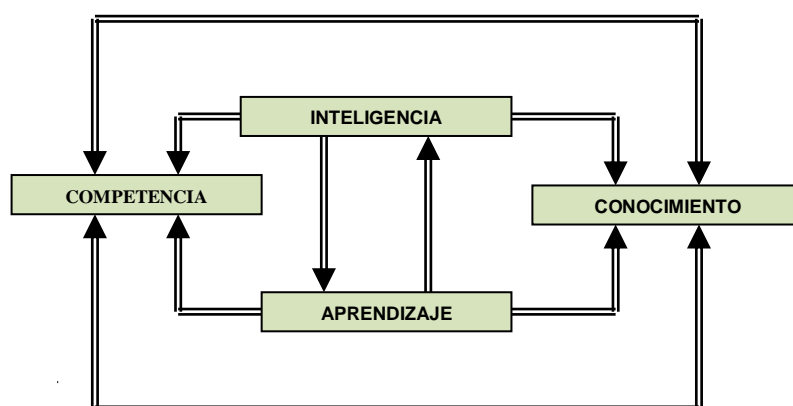 INTELIGENCIA
COMPETENCIA
CONOCIMIENTO
APRENDIZAJE